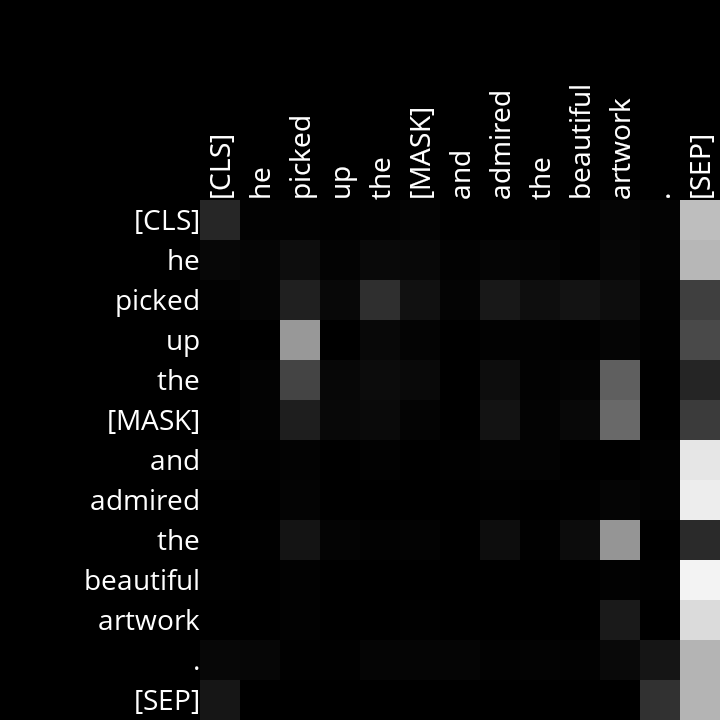 [CLS] he picked up the [MASK] and admired the beautiful artwork . [SEP]
[CLS]
he
picked
up
the
[MASK]
and
admired
the
beautiful
artwork
.
[SEP]